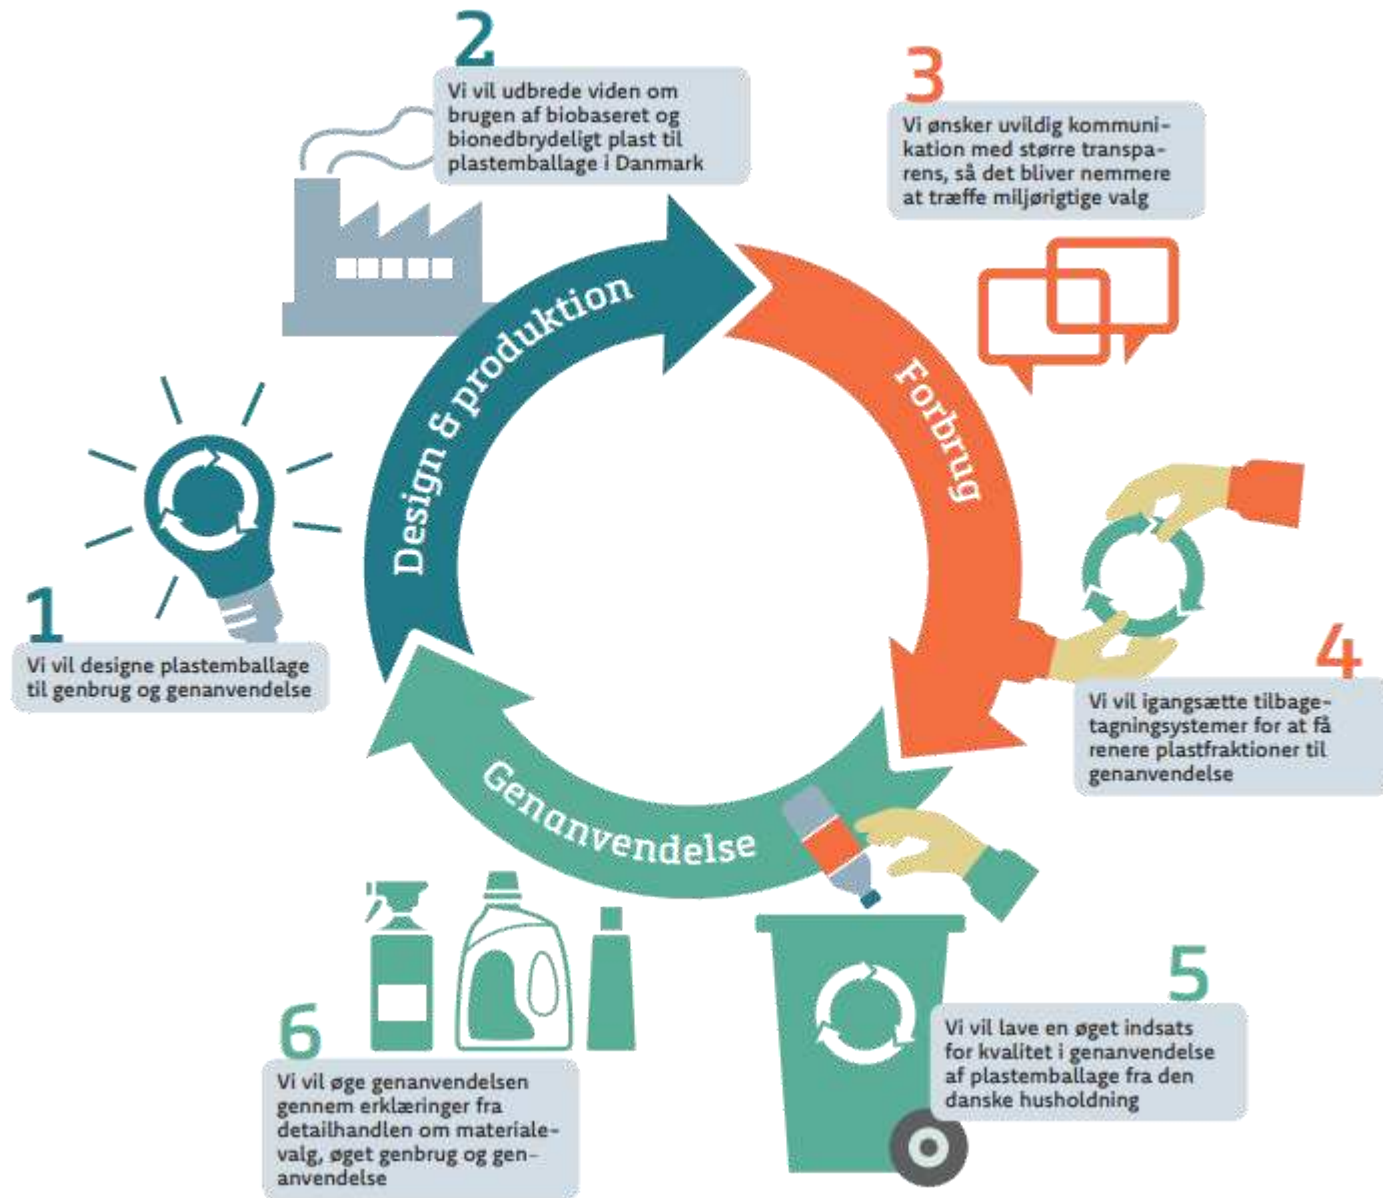 2
Vi vil udbrede viden om
brugen af biobaseret og
bionedbrydeligt plast til
plastemballage i Danmark
3
Vi ønsker uvildig kommuni-
kation med større transpa-
rens, så det bliver nemmere
at træffe miljørigtige valg
Design & produktion
Forbrug
1
Vi vil designe plastemballage
til genbrug og genanvendelse
4
Vi vil igangsætte tilbage-
tagningsystemer for at få
renere plastfraktioner til
genanvendelse
Genanvendelse
5
Vi vil lave en øget indsats
for kvalitet i genanvendelse
af plastemballage fra den
danske husholdning
6
Vi vil øge genanvendelsen
gennem erklæringer fra
detailhandlen om materiale-
valg, øget genbrug og gen-
anvendelse